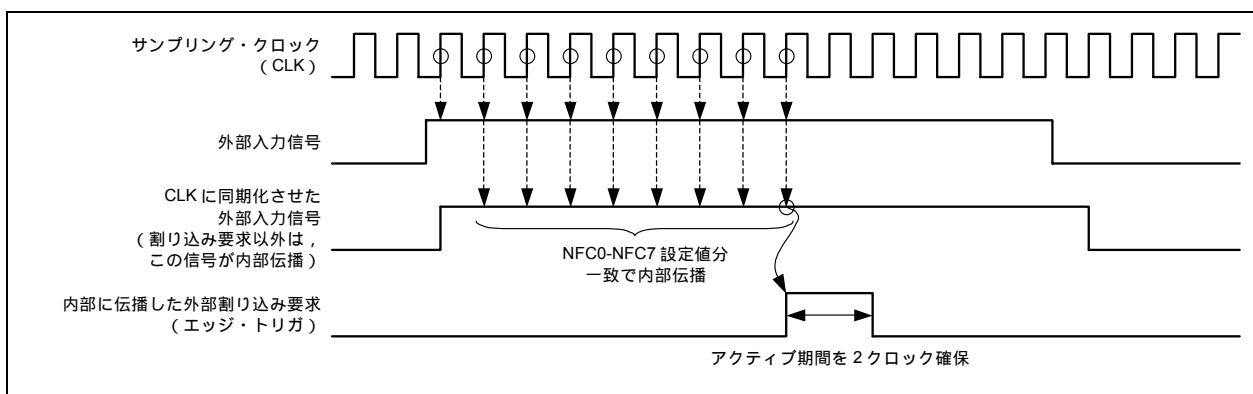 サンプリング・クロック
(CLK)
外部入力信号
CLK に同期化させた
外部入力信号
(割り込み要求以外は,
この信号が内部伝播)
NFC0-NFC7 設定値分
一致で内部伝播
内部に伝播した外部割り込み要求
(エッジ・トリガ)
アクティブ期間を 2 クロック確保